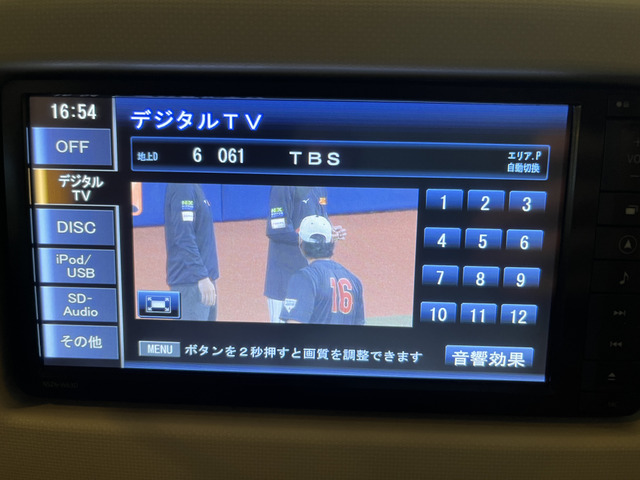 16:54
デジタルTV
OFF
地上D 6 061 TBS
エリア.P
自動切換
デジタル
TV
DISC
iPod/
USB
SD-
Audio
その他
16
1 2 3
4 5 6
7 8 9
10 11 12
MENU ボタンを2秒押すと画質を調整できます
音響効果